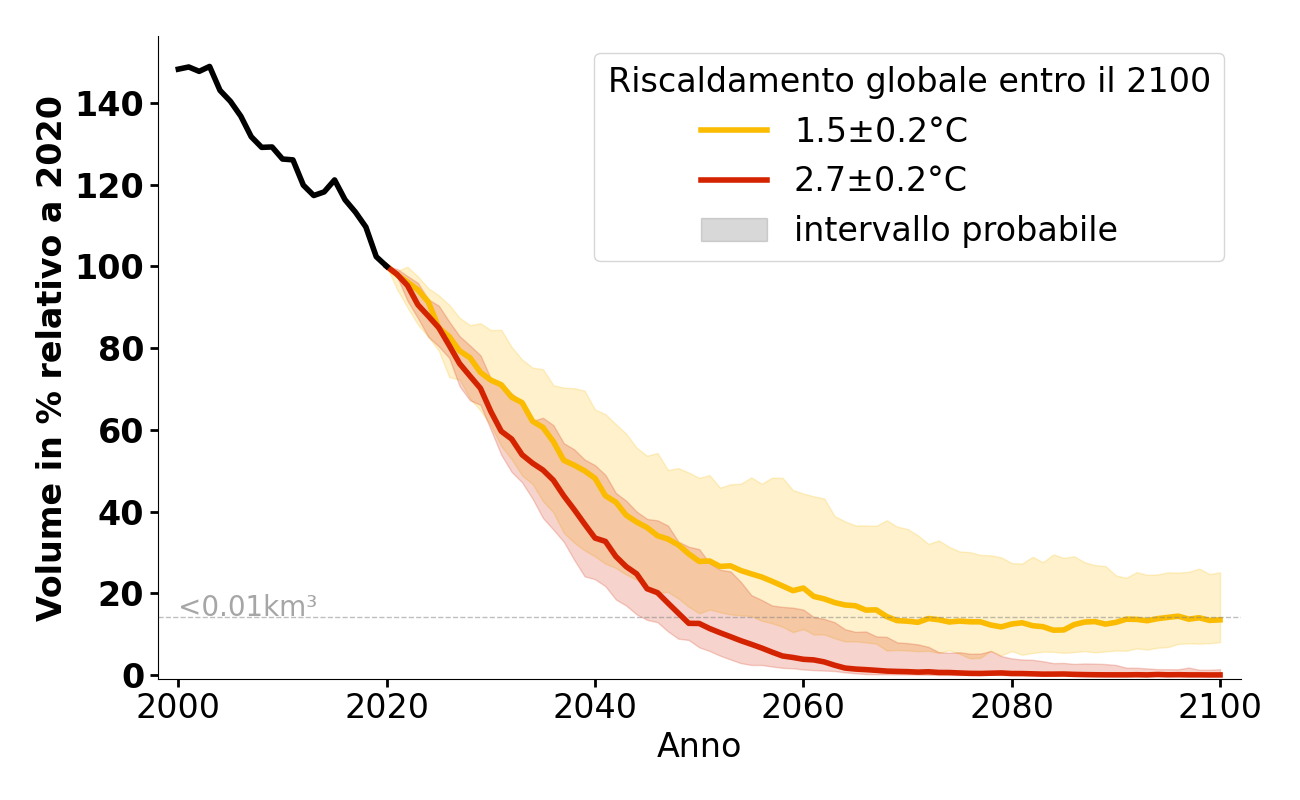 Riscaldamento globale entro il 2100
1.5±0.2°C
2.7±0.2°C
intervallo probabile
Volume in % relativo a 2020
140
120
100
80
60
40
20
0
<0.01km³
2000 2020 2040 2060 2080 2100
Anno